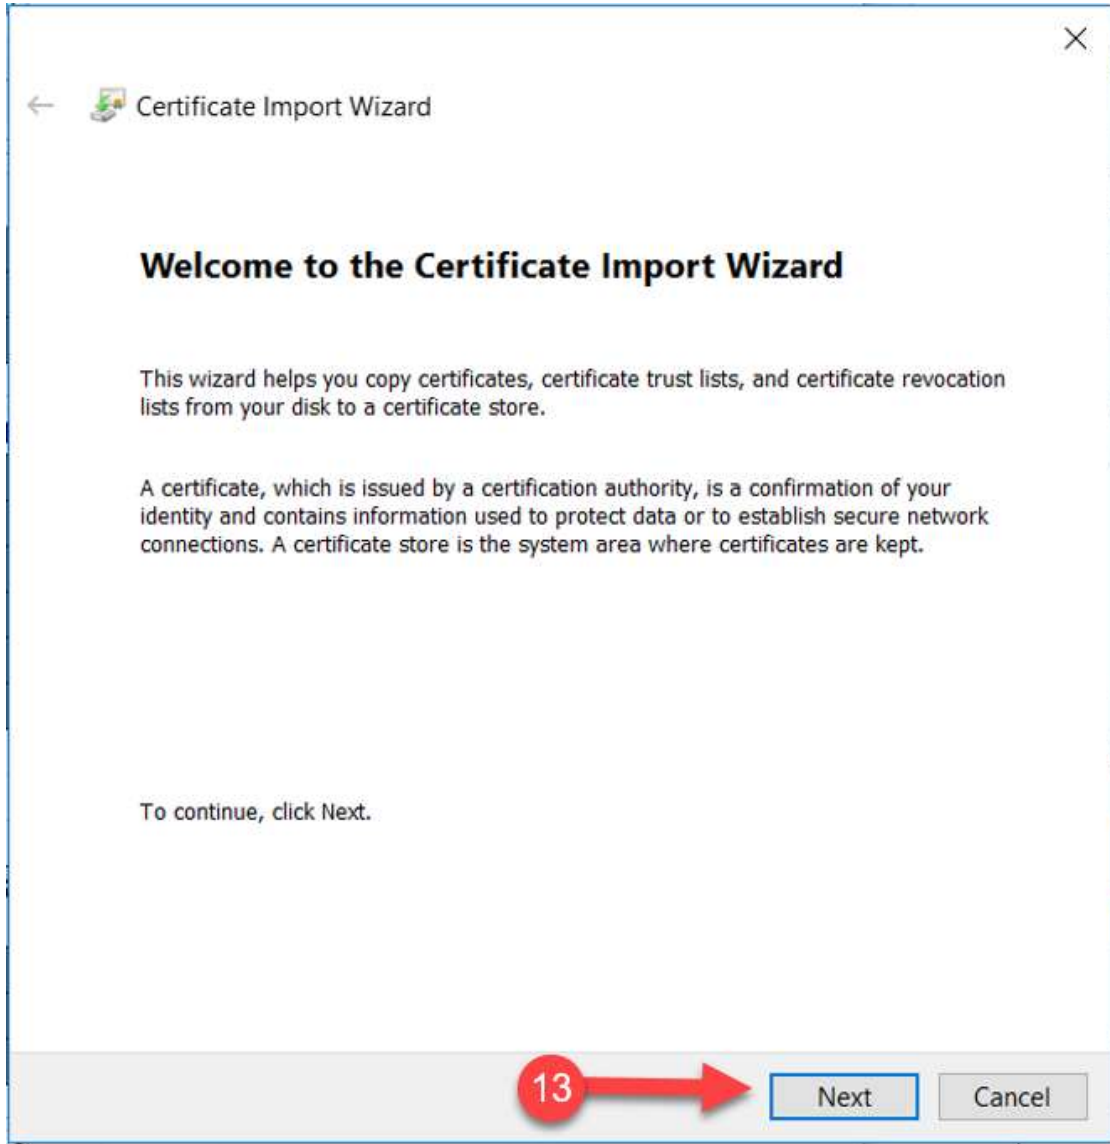 Certificate Import Wizard
Welcome to the Certificate Import Wizard
This wizard helps you copy certificates, certificate trust lists, and certificate revocation
lists from your disk to a certificate store.
A certificate, which is issued by a certification authority, is a confirmation of your
identity and contains information used to protect data or to establish secure network
connections. A certificate store is the system area where certificates are kept.
To continue, click Next.
13
Next
Cancel